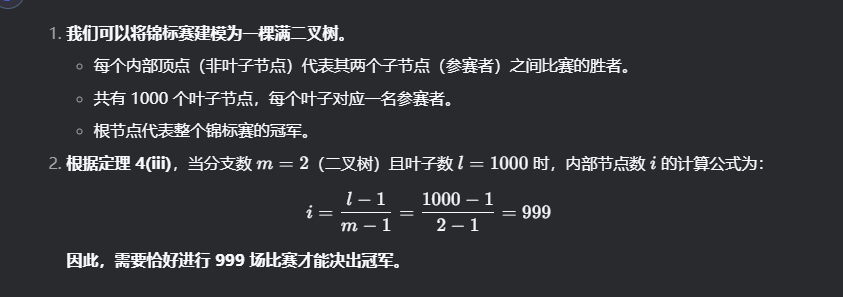 1. 我们可以将锦标赛建模为一棵满二叉树。
○ 每个内部顶点（非叶子节点）代表其两个子节点（参赛者）之间比赛的胜者。
○ 共有 1000 个叶子节点，每个叶子对应一名参赛者。
○ 根节点代表整个锦标赛的冠军。
2. 根据定理 4(iii)，当分支数 m = 2（二叉树）且叶子数 l = 1000 时，内部节点数 i 的计算公式为：
i = \frac{l − 1}{m − 1} = \frac{1000 − 1}{2 − 1} = 999
因此，需要恰好进行 999 场比赛才能决出冠军。